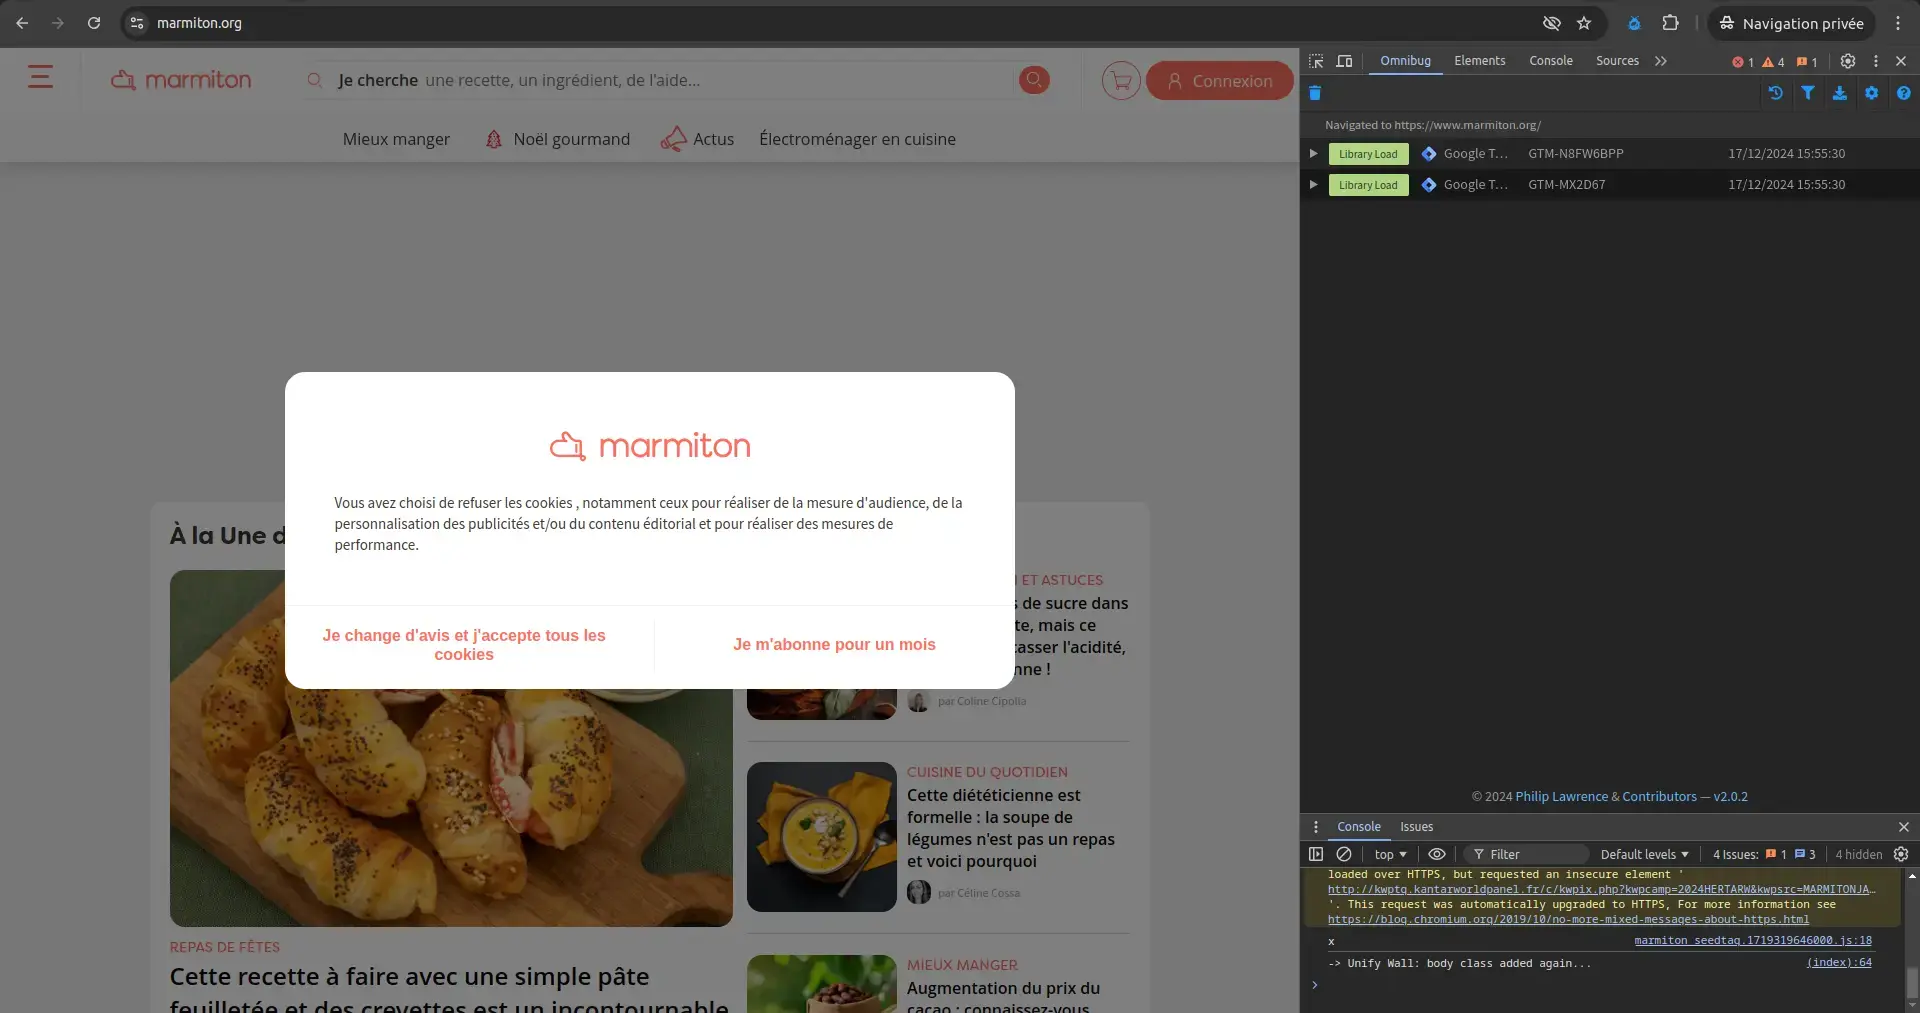 marmiton.org
Navigation privée
marmiton
Je cherche une recette, un ingrédient, de l'aide...
Connexion
Mieux manger
Noël gourmand
Actus
Électroménager en cuisine
À la Une d
marmiton
Vous avez choisi de refuser les cookies , notamment ceux pour réaliser de la mesure d'audience, de la
personnalisation des publicités et/ou du contenu éditorial et pour réaliser des mesures de
performance.
Je change d'avis et j'accepte tous les
cookies
Je m'abonne pour un mois
REPAS DE FÊTES
Cette recette à faire avec une simple pâte
feuilletée et des crevettes est un incontournable
ET ASTUCES
de sucre dans
te, mais ce
casser l'acidité,
nne !
par Coline Cipolla
CUISINE DU QUOTIDIEN
Cette diététicienne est
formelle : la soupe de
légumes n'est pas un repas
et voici pourquoi
par Céline Cossa
MIEUX MANGER
Augmentation du prix du
cacao : connaissez-vous
Omnibug
Elements
Console
Sources
1
4
1
Navigated to https://www.marmiton.org/
Library Load Google T... GTM-N8FW6BPP 17/12/2024 15:55:30
Library Load Google T... GTM-MX2D67 17/12/2024 15:55:30
© 2024 Philip Lawrence & Contributors — v2.0.2
Console
Issues
top
Filter
Default levels
4 Issues: 1 3
4 hidden
loaded over HTTPS, but requested an insecure element '
http://kwptq.kantarworldpanel.fr/c/kwpix.php?kwpcamp=2024HERTARW&kwpsrc=MARMITONJA…
'. This request was automatically upgraded to HTTPS, For more information see
https://blog.chromium.org/2019/10/no-more-mixed-messages-about-https.html
x marmiton_seedtag.1719319646000.js:18
-> Unify Wall: body class added again... (index):64